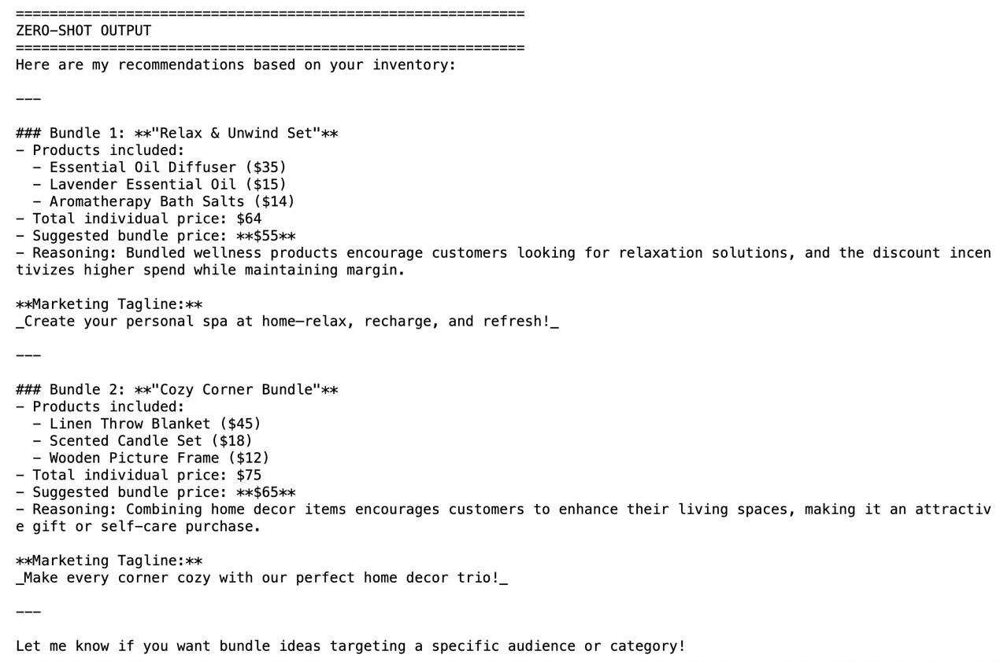 ============================================================
ZERO-SHOT OUTPUT
============================================================
Here are my recommendations based on your inventory:
---
### Bundle 1: **"Relax & Unwind Set"**
- Products included:
  - Essential Oil Diffuser ($35)
  - Lavender Essential Oil ($15)
  - Aromatherapy Bath Salts ($14)
- Total individual price: $64
- Suggested bundle price: **$55**
- Reasoning: Bundled wellness products encourage customers looking for relaxation solutions, and the discount incen
tivizes higher spend while maintaining margin.
**Marketing Tagline:**
_Create your personal spa at home—relax, recharge, and refresh!_
---
### Bundle 2: **"Cozy Corner Bundle"**
- Products included:
  - Linen Throw Blanket ($45)
  - Scented Candle Set ($18)
  - Wooden Picture Frame ($12)
- Total individual price: $75
- Suggested bundle price: **$65**
- Reasoning: Combining home decor items encourages customers to enhance their living spaces, making it an attractiv
e gift or self-care purchase.
**Marketing Tagline:**
_Make every corner cozy with our perfect home decor trio!_
---
Let me know if you want bundle ideas targeting a specific audience or category!